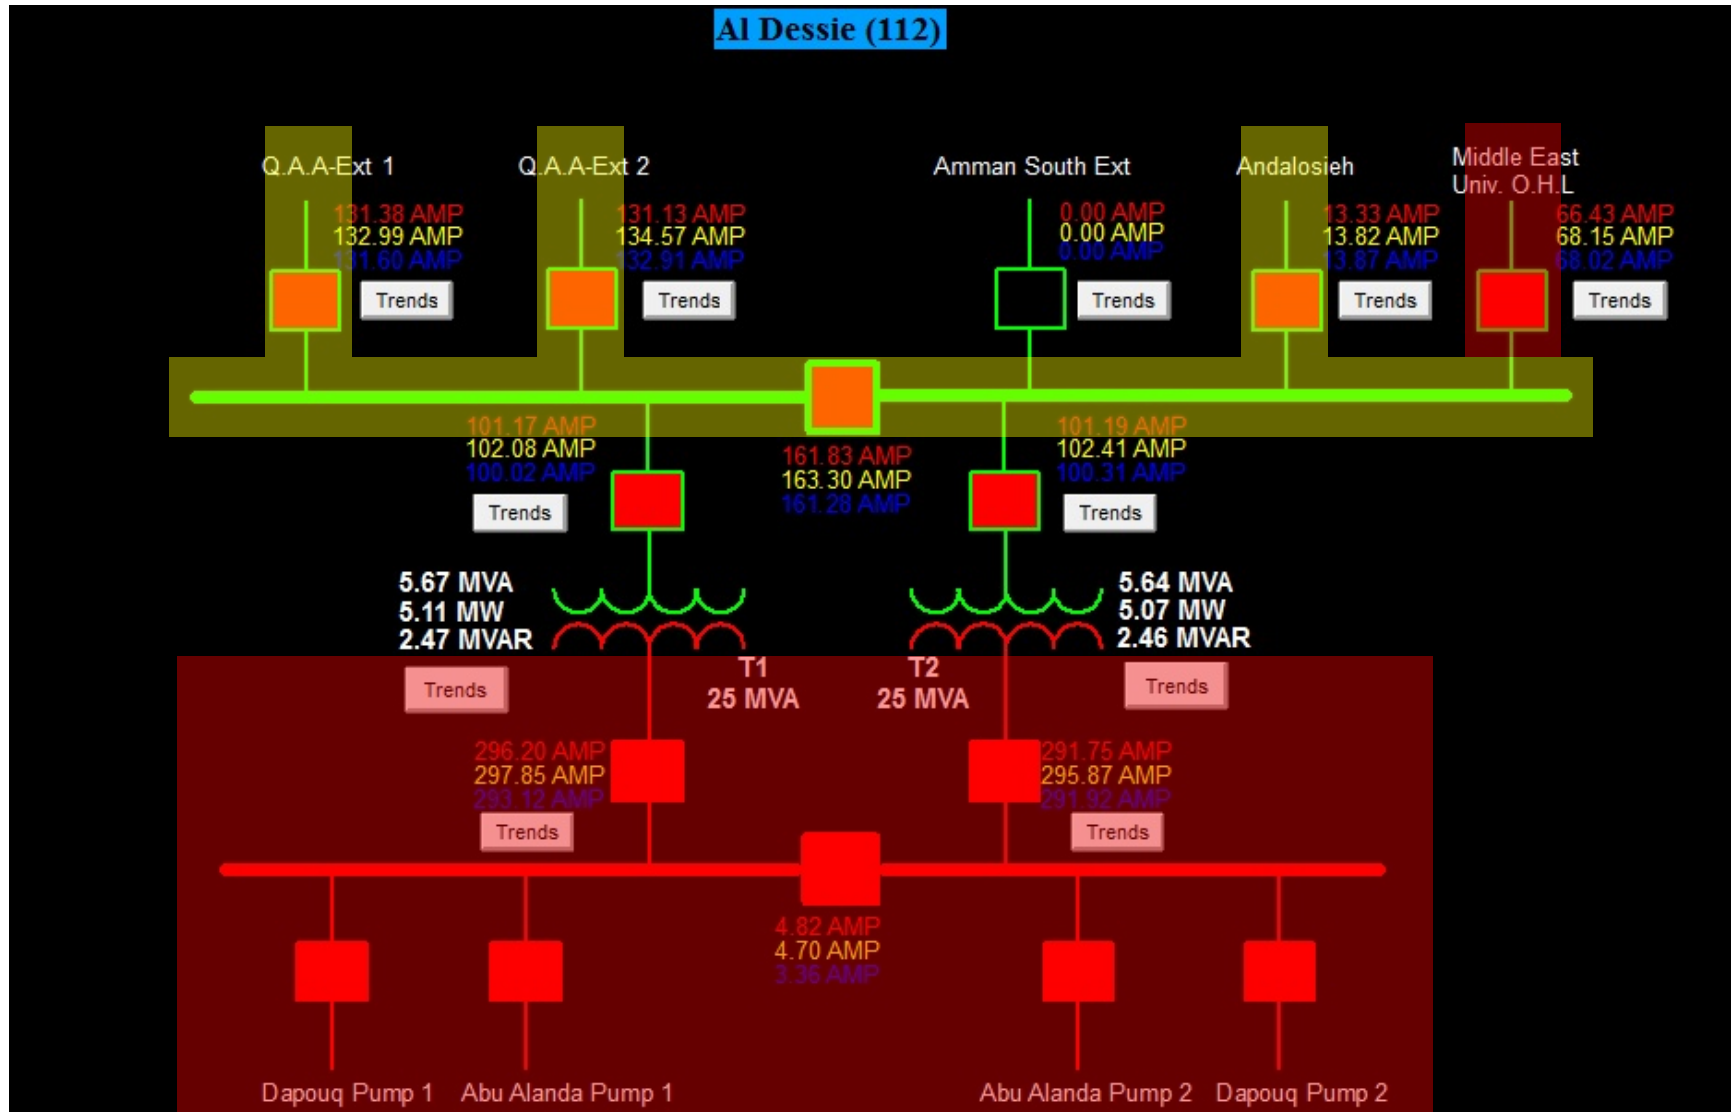 Al Dessie (112)
Q.A.A-Ext 1
131.38 AMP
132.99 AMP
131.60 AMP
Trends
Q.A.A-Ext 2
131.13 AMP
134.57 AMP
132.91 AMP
Trends
Amman South Ext
0.00 AMP
0.00 AMP
0.00 AMP
Trends
Andalosieh
13.33 AMP
13.82 AMP
13.87 AMP
Trends
Middle East
Univ. O.H.L
66.43 AMP
68.15 AMP
68.02 AMP
Trends
101.17 AMP
102.08 AMP
100.02 AMP
Trends
161.83 AMP
163.30 AMP
161.28 AMP
101.19 AMP
102.41 AMP
100.31 AMP
Trends
5.67 MVA
5.11 MW
2.47 MVAR
Trends
T1
25 MVA
T2
25 MVA
5.64 MVA
5.07 MW
2.46 MVAR
Trends
296.20 AMP
297.85 AMP
293.12 AMP
Trends
291.75 AMP
295.87 AMP
291.92 AMP
Trends
4.82 AMP
4.70 AMP
3.36 AMP
Dapouq Pump 1
Abu Alanda Pump 1
Abu Alanda Pump 2
Dapouq Pump 2